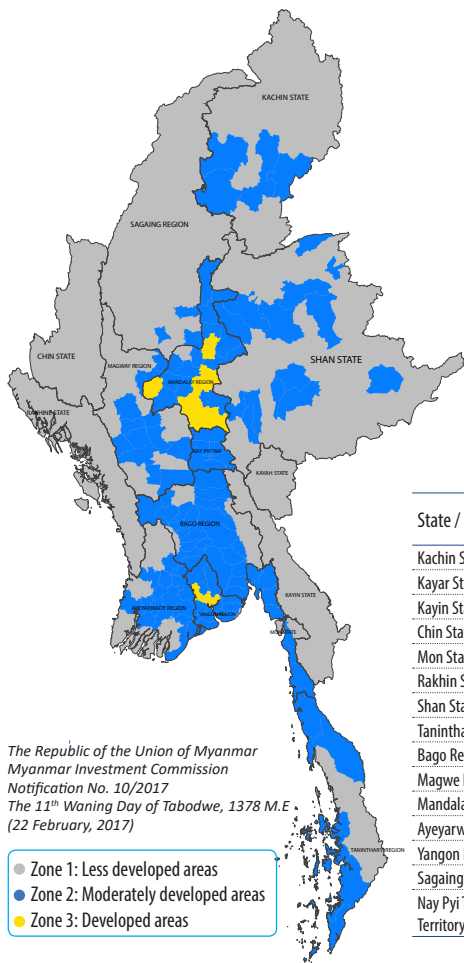 KACHIN STATE
SAGAING REGION
CHIN STATE
SHAN STATE
MAGWAY REGION
MANDALAY REGION
RAKHINE STATE
NAY PYI TAW
KAYAH STATE
BAGO REGION
KAYIN STATE
AYEYARWADY REGION
YANGON REGION
MON STATE
TANINTHARYI REGION
State /
Kachin S
Kayar St
Kayin Sta
Chin Stat
Mon Sta
Rakhin S
Shan Sta
Tanintha
Bago Re
Magwe
Mandala
Ayeyarw
Yangon
Sagaing
Nay Pyi T
Territory
The Republic of the Union of Myanmar
Myanmar Investment Commission
Notification No. 10/2017
The 11th Waning Day of Tabodwe, 1378 M.E
(22 February, 2017)
Zone 1: Less developed areas
Zone 2: Moderately developed areas
Zone 3: Developed areas